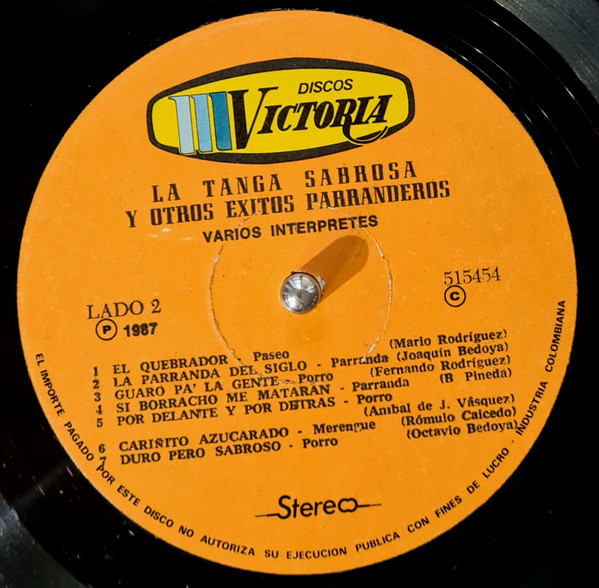 DISCOS
VICTORIA
LA TANGA SABROSA
Y OTROS EXITOS PARRANDEROS
VARIOS INTERPRETES
LADO 2
Ⓟ 1987
515454
©
1 EL QUEBRADOR - Paseo (Mario Rodríguez)
2 LA PARRANDA DEL SIGLO - Parranda (Joaquín Bedoya)
3 GUARO PA' LA GENTE - Porro (Fernando Rodríguez)
4 SI BORRACHO ME MATARAN - Parranda (B Pineda)
5 POR DELANTE Y POR DETRAS - Porro
(Aníbal de J. Vásquez)
6 CARIÑITO AZUCARADO - Merengue (Rómulo Caicedo)
7 DURO PERO SABROSO - Porro (Octavio Bedoya)
Stereo
EL IMPORTE PAGADO POR ESTE DISCO NO AUTORIZA SU EJECUCION PUBLICA CON FINES DE LUCRO - INDUSTRIA COLOMBIANA